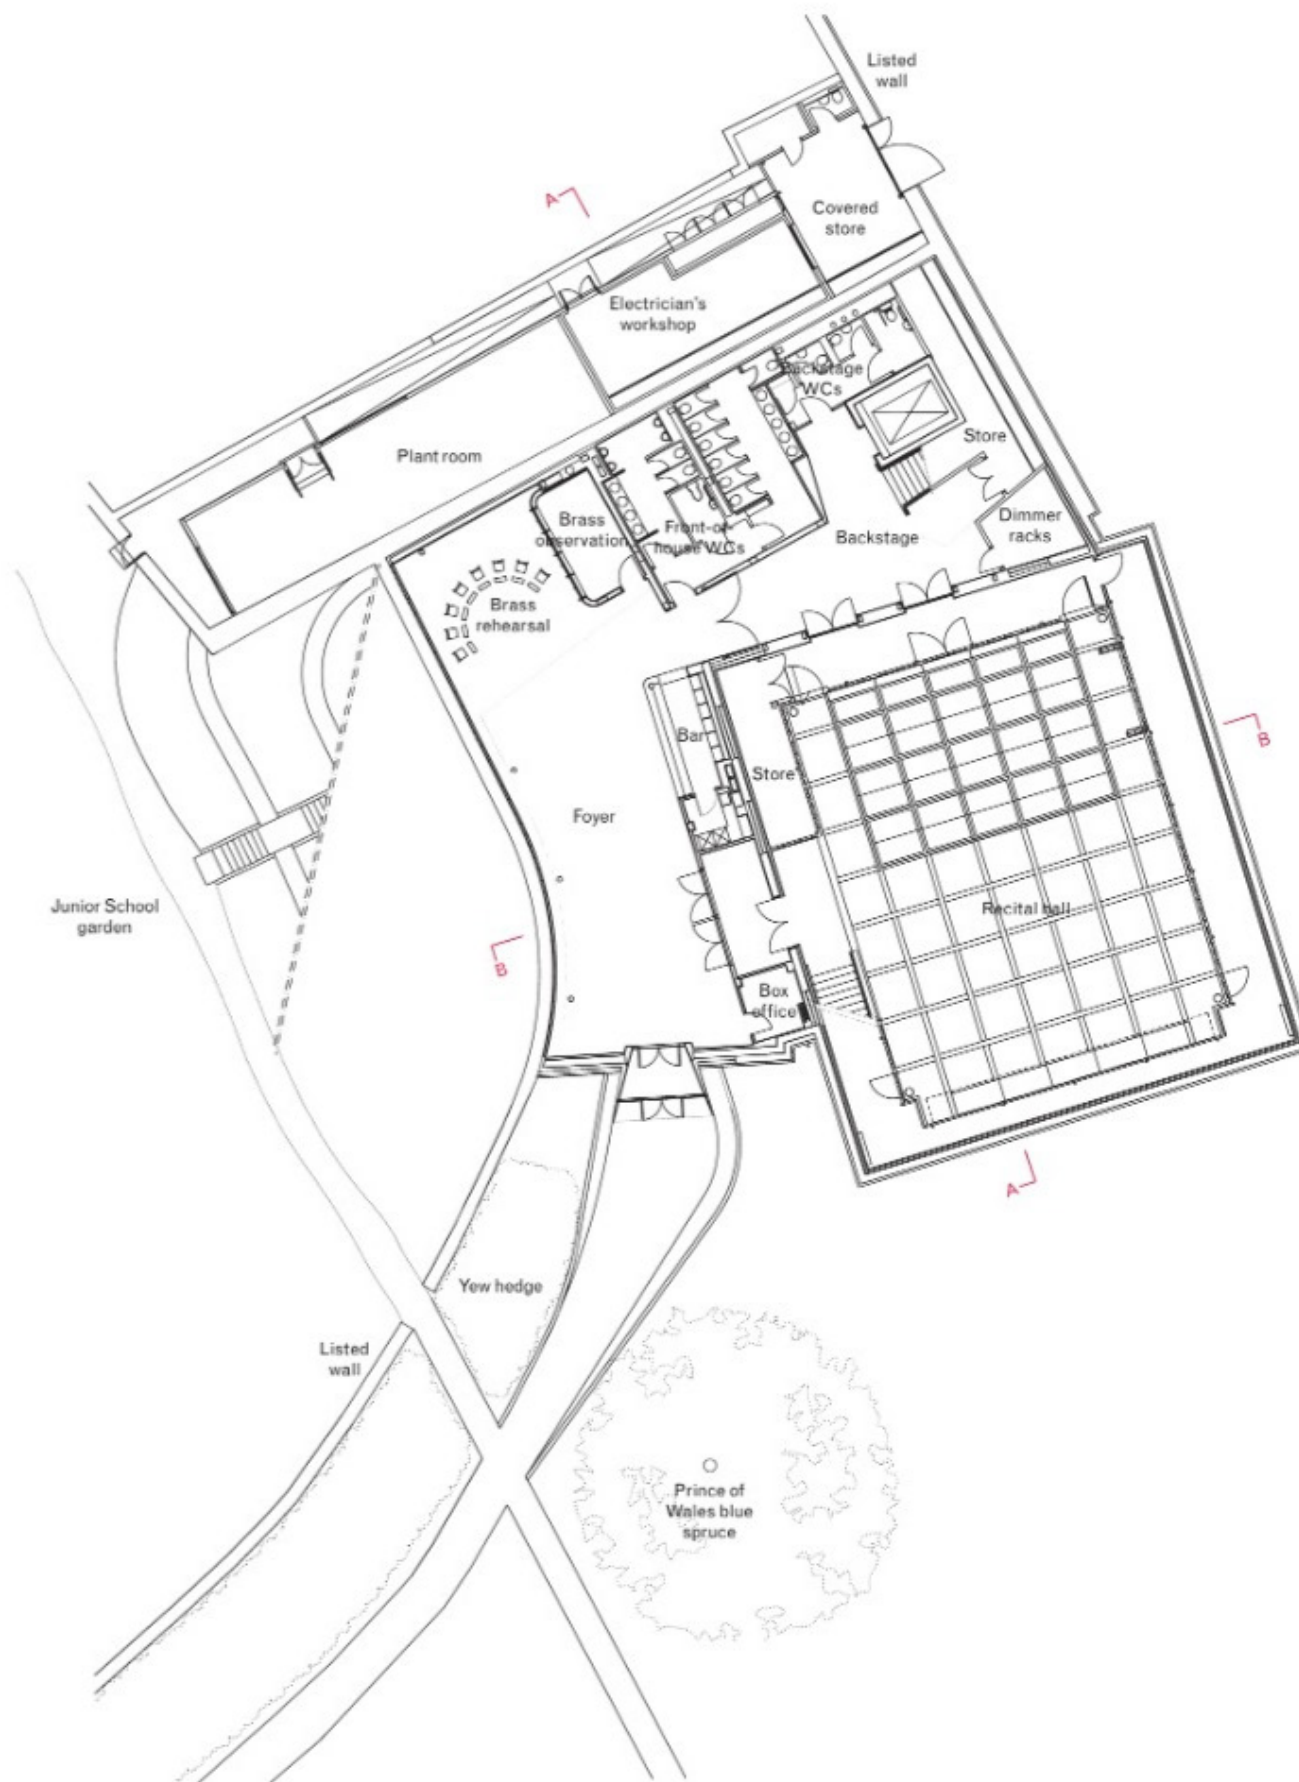 Listed
wall
A
Covered
store
Electrician's
workshop
Backstage
WCs
Store
Plant room
Dimmer
racks
Brass
observation
Front-of-
house WCs
Backstage
Brass
rehearsal
B
Bar
Store
Foyer
Junior School
garden
Recital hall
B
Box
office
A
Yew hedge
Listed
wall
Prince of
Wales blue
spruce